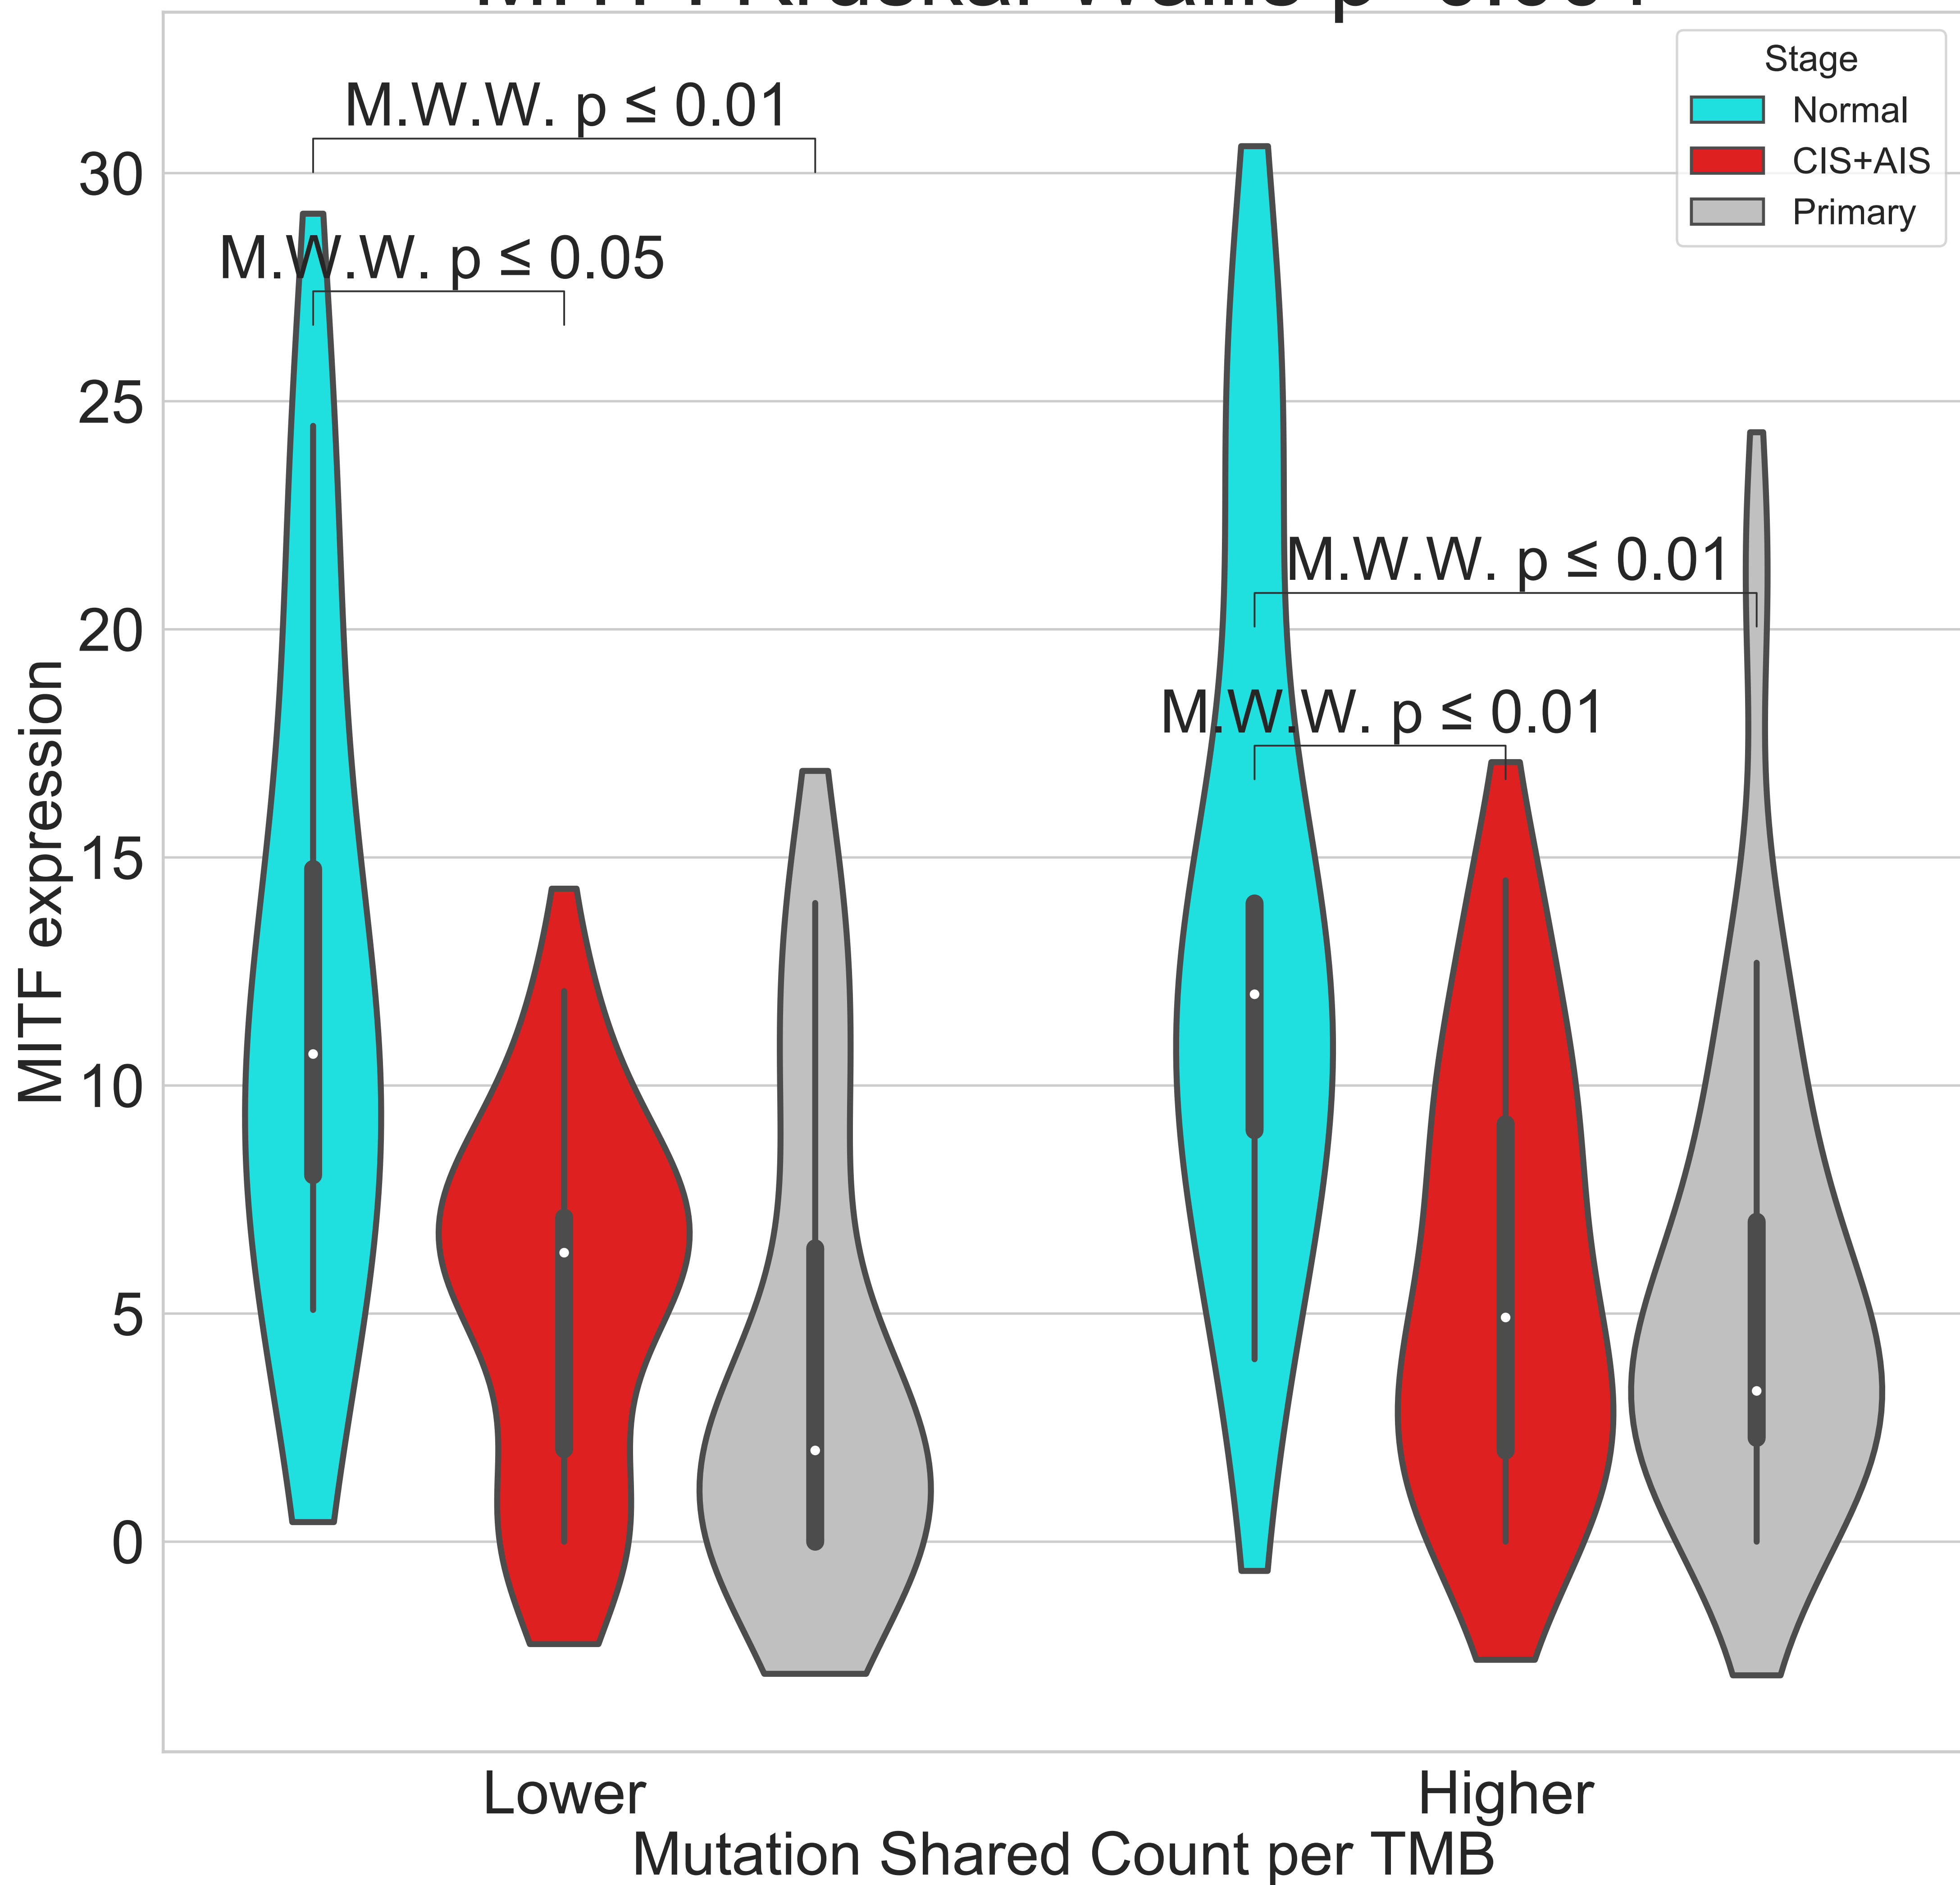 Stage
Normal
CIS+AIS
Primary
M.W.W. p ≤ 0.01
M.W.W. p ≤ 0.05
M.W.W. p ≤ 0.01
M.W.W. p ≤ 0.01
MITF expression
30
25
20
15
10
5
0
Lower
Higher
Mutation Shared Count per TMB